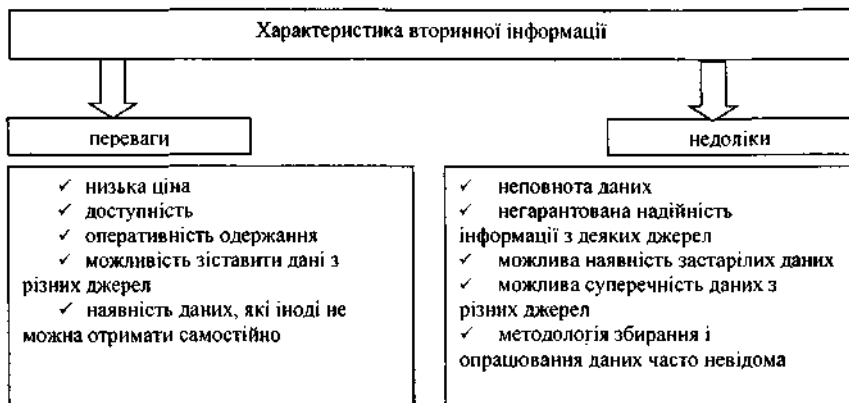 Характеристика вторинної інформації
переваги
✓ низька ціна
✓ доступність
✓ оперативність одержання
✓ можливість зіставити дані з
різних джерел
✓ наявність даних, які іноді не
можна отримати самостійно
недоліки
✓ неповнота даних
✓ негарантована надійність
інформації з деяких джерел
✓ можлива наявність застарілих даних
✓ можлива суперечність даних з
різних джерел
✓ методологія збирання і
опрацювання даних часто невідома